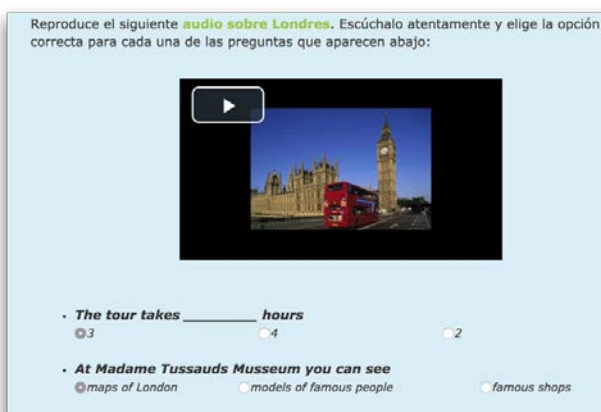 Reproduce el siguiente audio sobre Londres. Escúchalo atentamente y elige la opción
correcta para cada una de las preguntas que aparecen abajo:
• The tour takes __________ hours
3 4 2
• At Madame Tussauds Musseum you can see
maps of London models of famous people famous shops